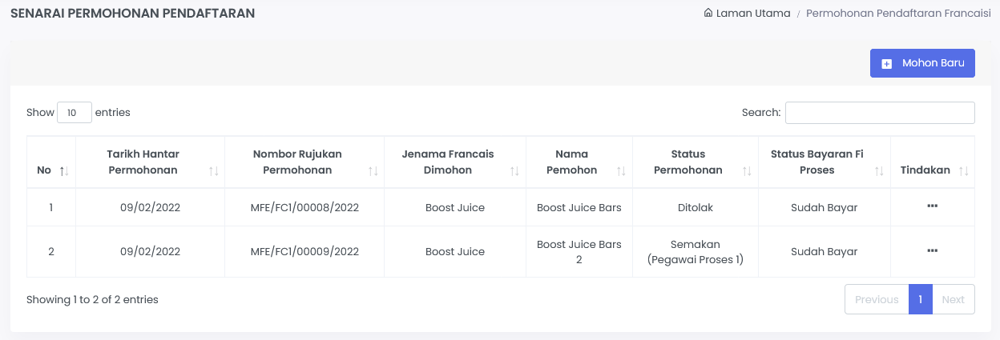 SENARAI PERMOHONAN PENDAFTARAN
Laman Utama / Permohonan Pendaftaran Francaisi
Mohon Baru
Show 10 entries
Search:
No
Tarikh Hantar
Permohonan
Nombor Rujukan
Permohonan
Jenama Francais
Dimohon
Nama
Pemohon
Status
Permohonan
Status Bayaran Fi
Proses
Tindakan
1
09/02/2022
MFE/FC1/00008/2022
Boost Juice
Boost Juice Bars
Ditolak
Sudah Bayar
2
09/02/2022
MFE/FC1/00009/2022
Boost Juice
Boost Juice Bars
2
Semakan
(Pegawai Proses 1)
Sudah Bayar
Showing 1 to 2 of 2 entries
Previous 1 Next